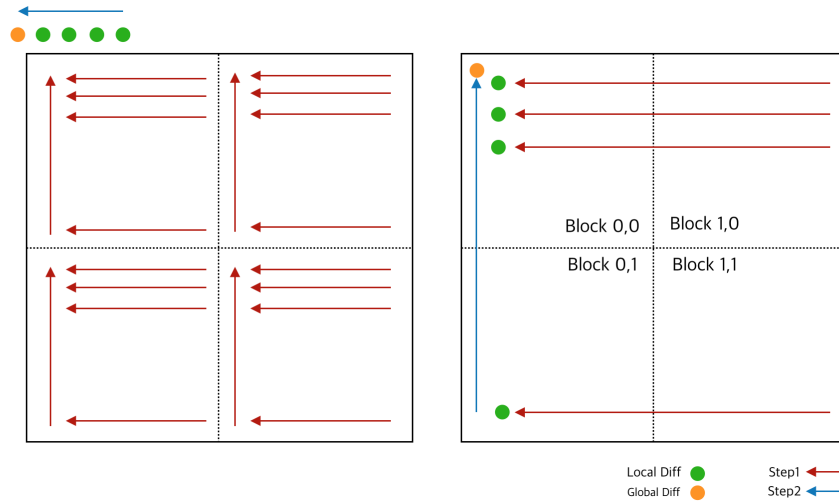 Block 0,0
Block 1,0
Block 0,1
Block 1,1
Local Diff
Step1
Global Diff
Step2